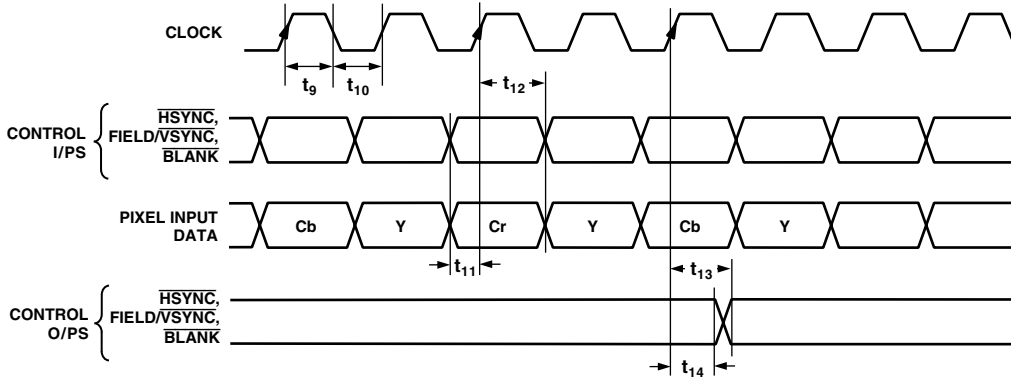 CLOCK
t9 t10 t12
CONTROL I/PS
HSYNC,
FIELD/VSYNC,
BLANK
PIXEL INPUT DATA
Cb Y Cr Y Cb Y
t11 t13
CONTROL O/PS
HSYNC,
FIELD/VSYNC,
BLANK
t14